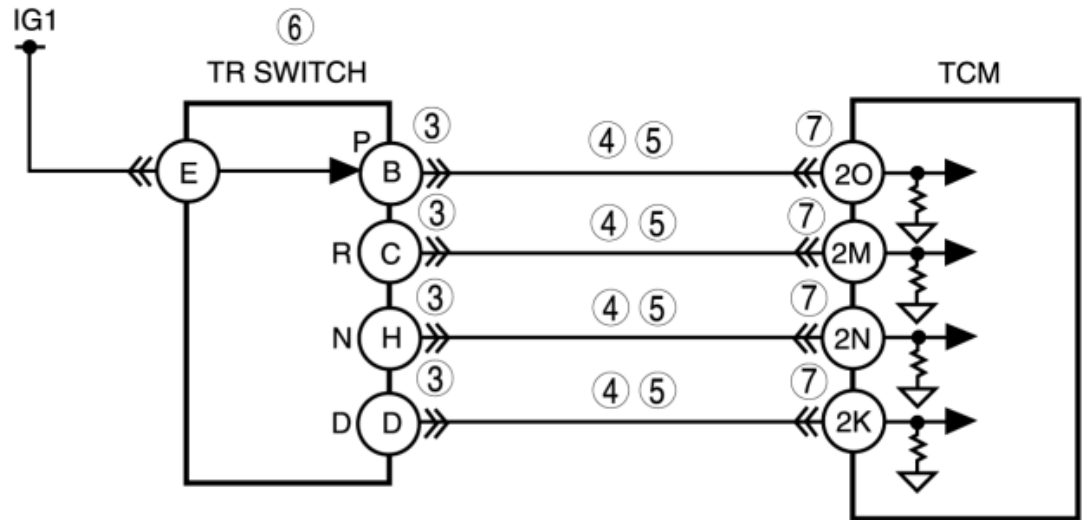 IG1
⑥
TR SWITCH
TCM
E
P
B
③
④ ⑤
⑦
2O
R
C
③
④ ⑤
⑦
2M
N
H
③
④ ⑤
⑦
2N
D
D
③
④ ⑤
⑦
2K